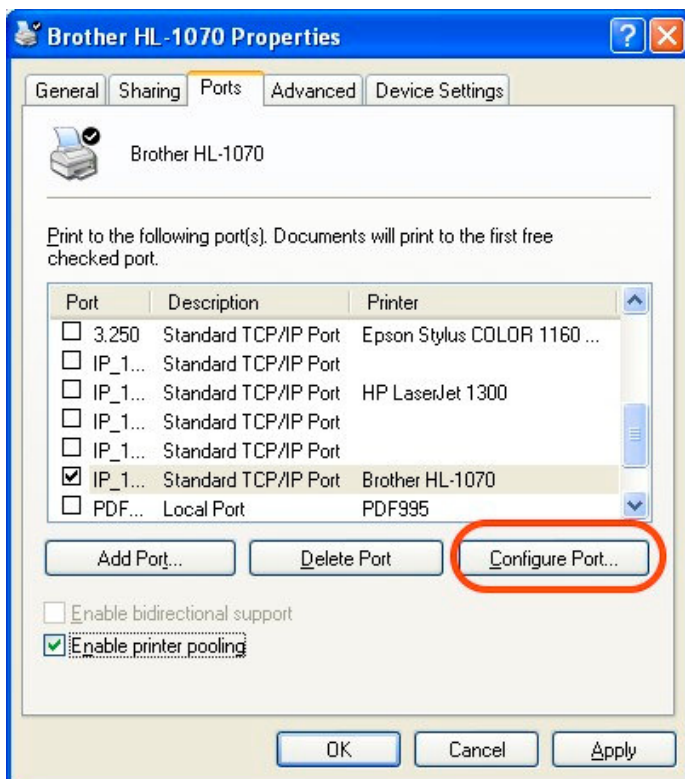 Brother HL-1070 Properties
General Sharing Ports Advanced Device Settings
Brother HL-1070
Print to the following port(s). Documents will print to the first free
checked port.
Port Description Printer
3.250 Standard TCP/IP Port Epson Stylus COLOR 1160 ...
IP_1... Standard TCP/IP Port
IP_1... Standard TCP/IP Port HP LaserJet 1300
IP_1... Standard TCP/IP Port
IP_1... Standard TCP/IP Port
IP_1... Standard TCP/IP Port Brother HL-1070
PDF... Local Port PDF995
Add Port... Delete Port Configure Port...
Enable bidirectional support
Enable printer pooling
OK Cancel Apply